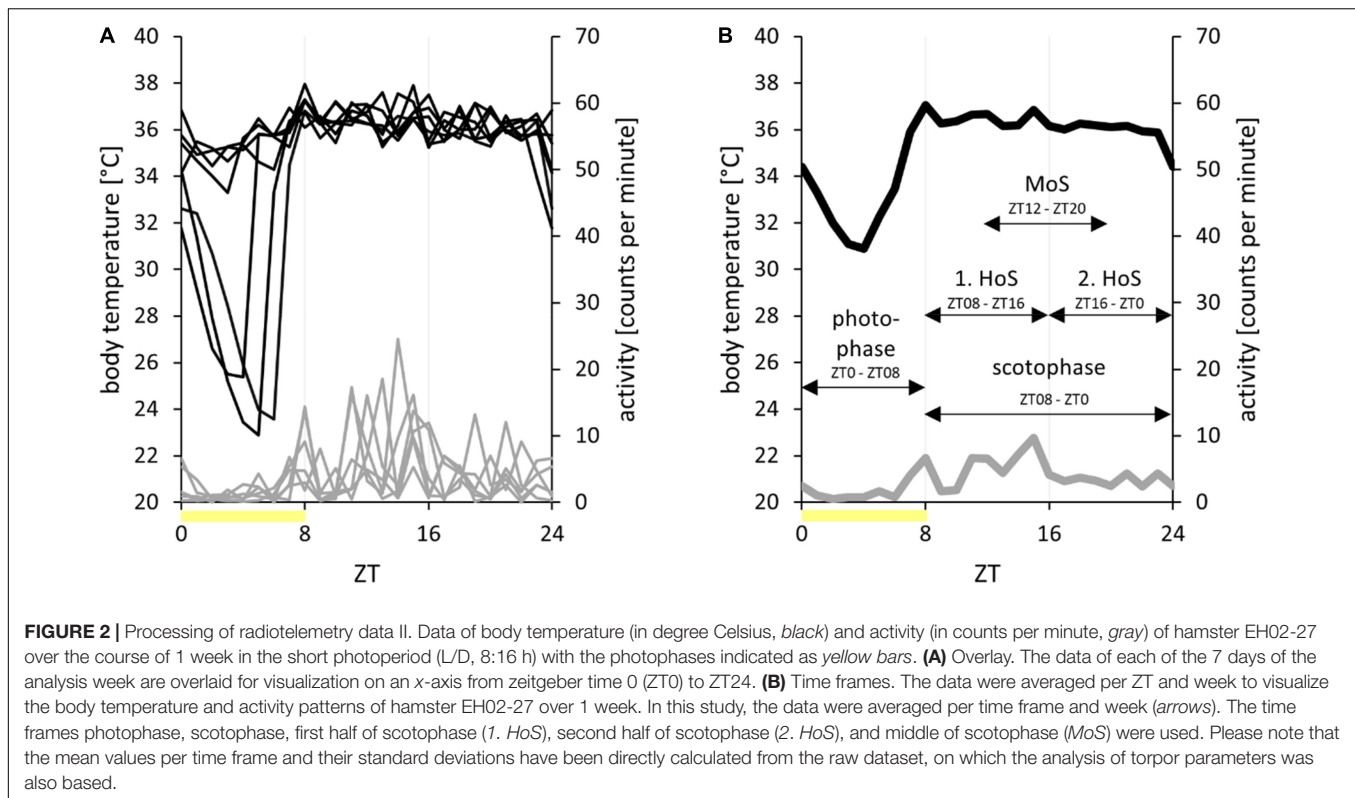 A
40
38
36
34
32
30
28
26
24
22
20
body temperature [°C]
70
60
50
40
30
20
10
0
activity [counts per minute]
0
8
16
24
ZT
B
40
38
36
34
32
30
28
26
24
22
20
body temperature [°C]
70
60
50
40
30
20
10
0
activity [counts per minute]
MoS
ZT12 - ZT20
1. HoS
ZT08 - ZT16
2. HoS
ZT16 - ZT0
photo-
phase
ZT0 - ZT08
scotophase
ZT08 - ZT0
0
8
16
24
ZT
FIGURE 2 | Processing of radiotelemetry data II. Data of body temperature (in degree Celsius, black) and activity (in counts per minute, gray) of hamster EH02-27
over the course of 1 week in the short photoperiod (L/D, 8:16 h) with the photophases indicated as yellow bars. (A) Overlay. The data of each of the 7 days of the
analysis week are overlaid for visualization on an x-axis from zeitgeber time 0 (ZT0) to ZT24. (B) Time frames. The data were averaged per ZT and week to visualize
the body temperature and activity patterns of hamster EH02-27 over 1 week. In this study, the data were averaged per time frame and week (arrows). The time
frames photophase, scotophase, first half of scotophase (1. HoS), second half of scotophase (2. HoS), and middle of scotophase (MoS) were used. Please note that
the mean values per time frame and their standard deviations have been directly calculated from the raw dataset, on which the analysis of torpor parameters was
also based.